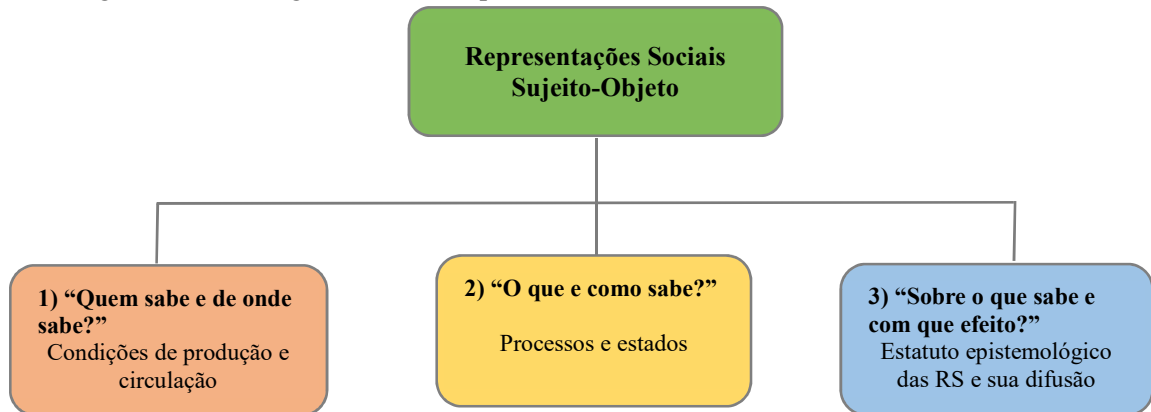 Representações Sociais
Sujeito-Objeto
1) “Quem sabe e de onde
sabe?”
Condições de produção e
circulação
2) “O que e como sabe?”
Processos e estados
3) “Sobre o que sabe e
com que efeito?”
Estatuto epistemológico
das RS e sua difusão